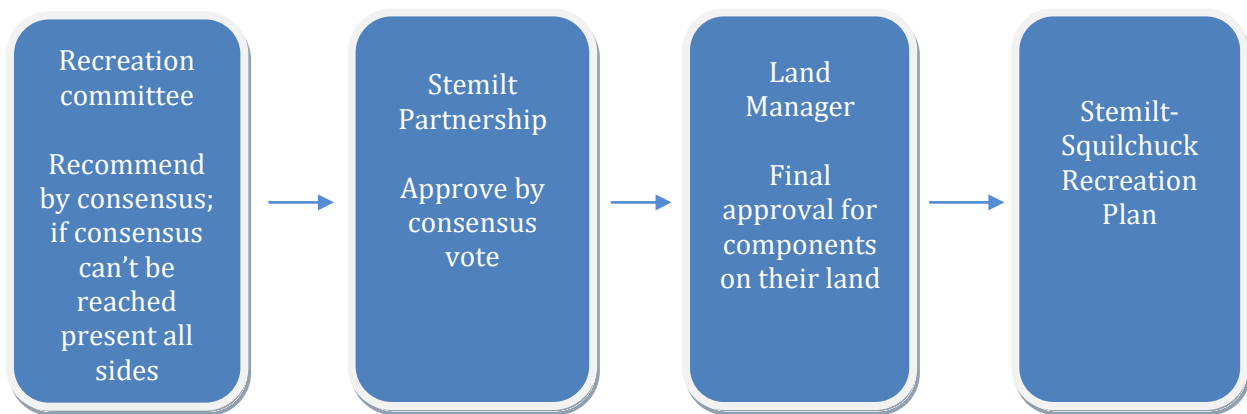 Recreation
committee
Recommend
by consensus;
if consensus
can’t be
reached
present all
sides
Stemilt
Partnership
Approve by
consensus
vote
Land
Manager
Final
approval for
components
on their land
Stemilt-
Squilchuck
Recreation
Plan